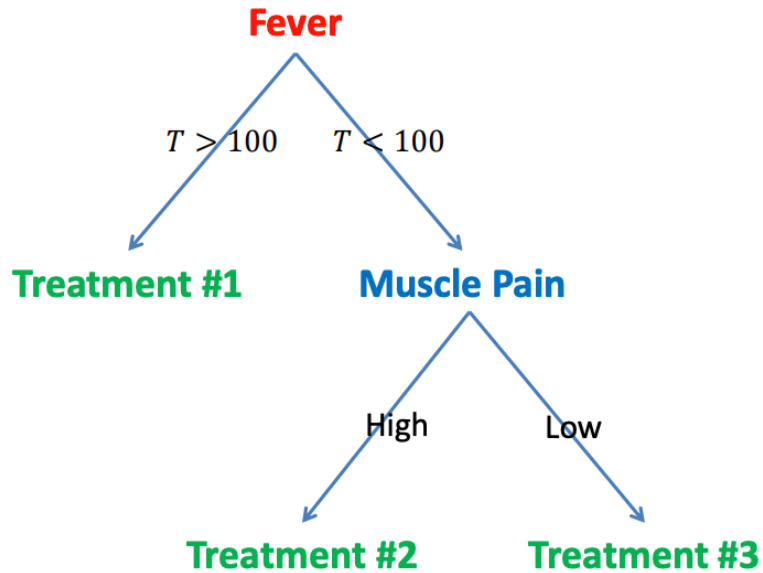 Fever
T > 100
T < 100
Treatment #1
Muscle Pain
High
Low
Treatment #2
Treatment #3